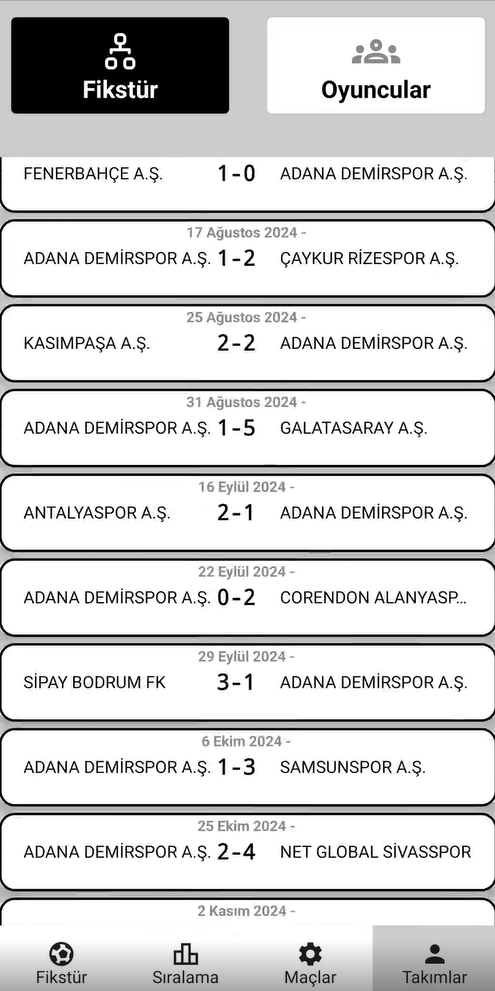 Fikstür
Oyuncular
FENERBAHÇE A.Ş. 1-0 ADANA DEMİRSPOR A.Ş.
17 Ağustos 2024 -
ADANA DEMİRSPOR A.Ş. 1-2 ÇAYKUR RİZESPOR A.Ş.
25 Ağustos 2024 -
KASIMPAŞA A.Ş. 2-2 ADANA DEMİRSPOR A.Ş.
31 Ağustos 2024 -
ADANA DEMİRSPOR A.Ş. 1-5 GALATASARAY A.Ş.
16 Eylül 2024 -
ANTALYASPOR A.Ş. 2-1 ADANA DEMİRSPOR A.Ş.
22 Eylül 2024 -
ADANA DEMİRSPOR A.Ş. 0-2 CORENDON ALANYASP...
29 Eylül 2024 -
SİPAY BODRUM FK 3-1 ADANA DEMİRSPOR A.Ş.
6 Ekim 2024 -
ADANA DEMİRSPOR A.Ş. 1-3 SAMSUNSPOR A.Ş.
25 Ekim 2024 -
ADANA DEMİRSPOR A.Ş. 2-4 NET GLOBAL SİVASSPOR
2 Kasım 2024 -
Fikstür Sıralama Maçlar Takımlar